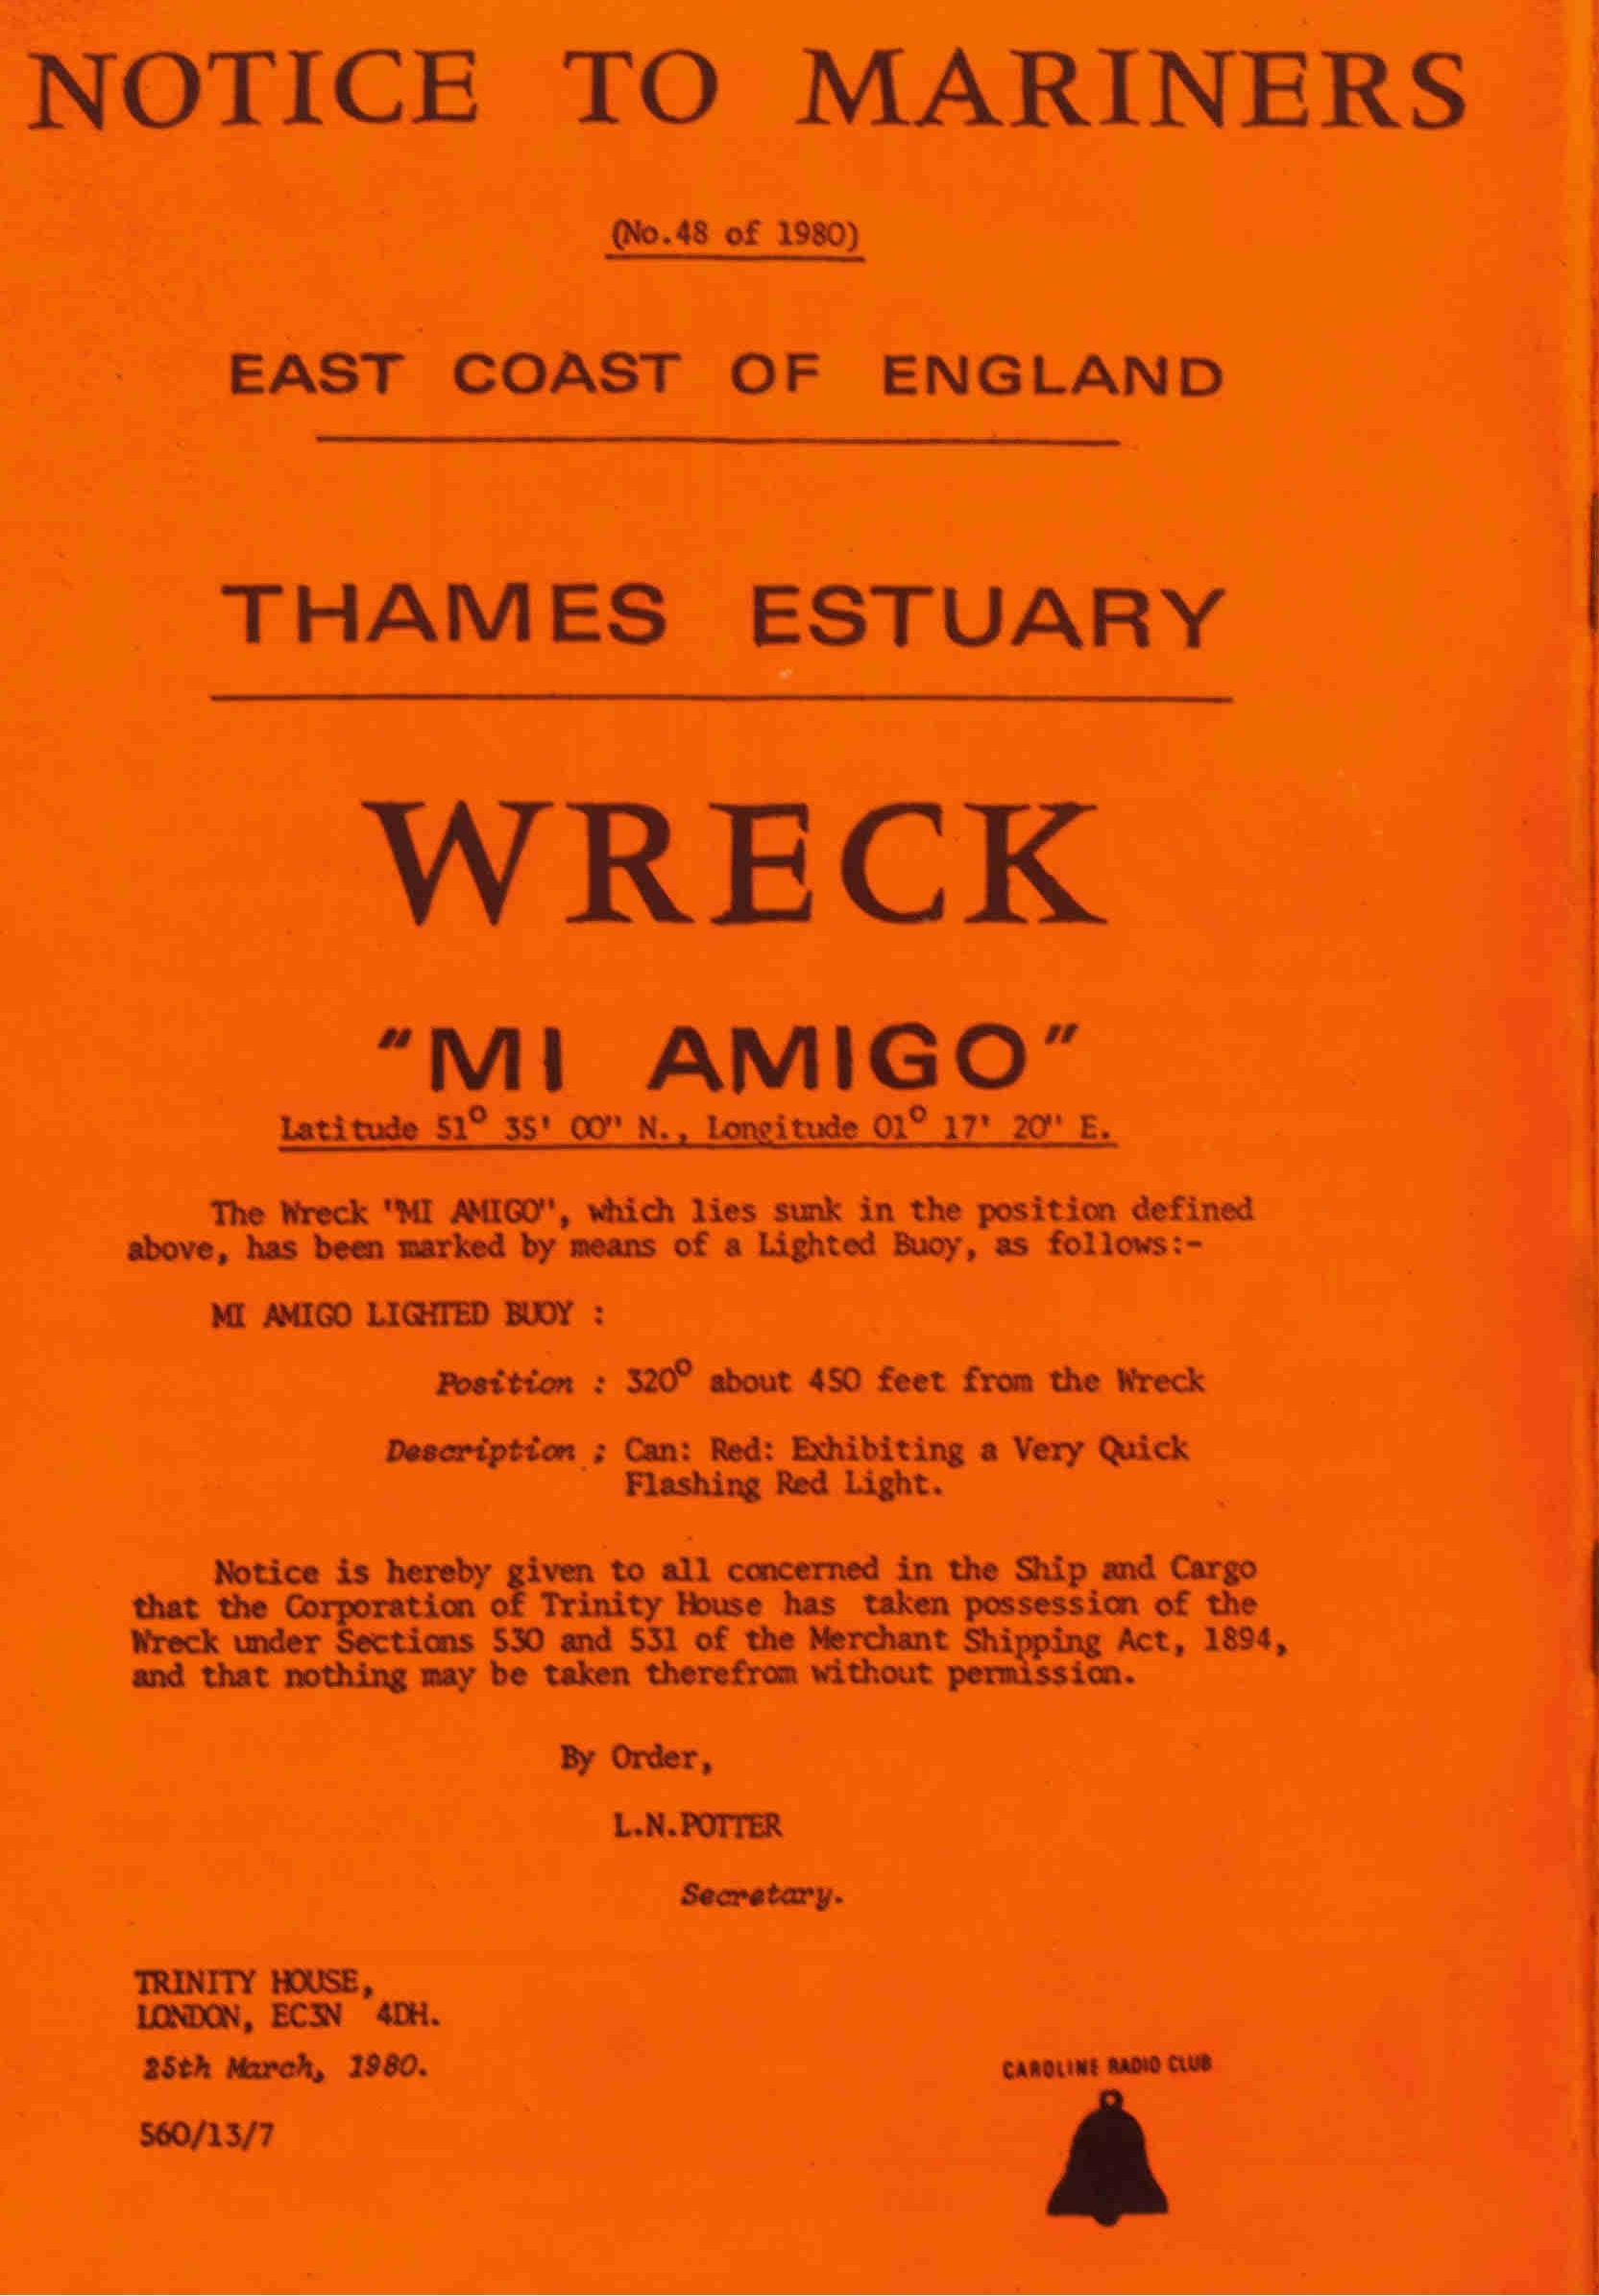 NOTICE TO MARINERS
(No.48 of 1980)
EAST COAST OF ENGLAND
THAMES ESTUARY
WRECK
"MI AMIGO"
Latitude 51° 35' 00" N., Longitude 01° 17' 20" E.
The Wreck "MI AMIGO", which lies sunk in the position defined
above, has been marked by means of a Lighted Buoy, as follows:-
MI AMIGO LIGHTED BUOY :
Position : 320° about 450 feet from the Wreck
Description : Can: Red: Exhibiting a Very Quick
Flashing Red Light.
Notice is hereby given to all concerned in the Ship and Cargo
that the Corporation of Trinity House has taken possession of the
Wreck under Sections 530 and 531 of the Merchant Shipping Act, 1894,
and that nothing may be taken therefrom without permission.
By Order,
L.N.POTTER
Secretary.
TRINITY HOUSE,
LONDON, EC3N 4DH.
25th March, 1980.
560/13/7
CAROLINE RADIO CLUB